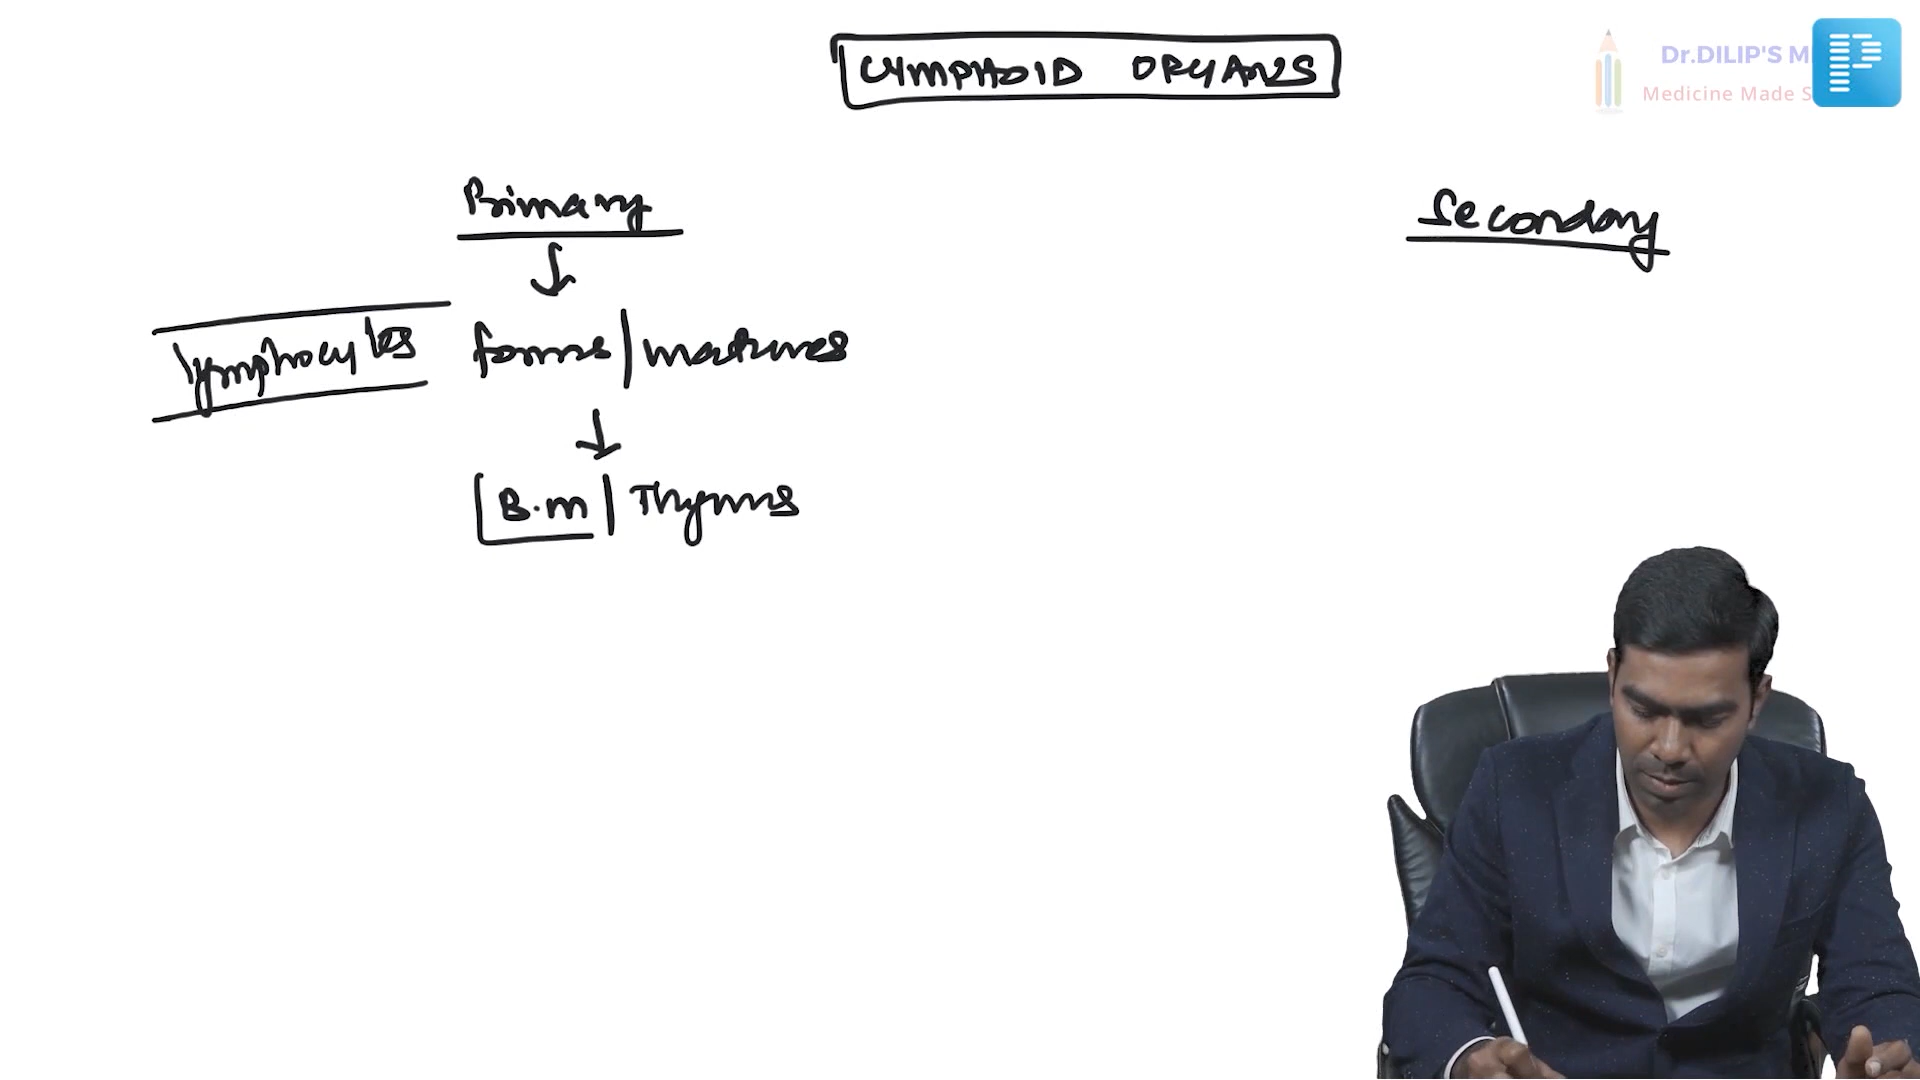 LYMPHOID ORGANS
Dr.DILIP'S M
Medicine Made S
Primary
Secondary
lymphocytes forms | matures
B.m | Thymus